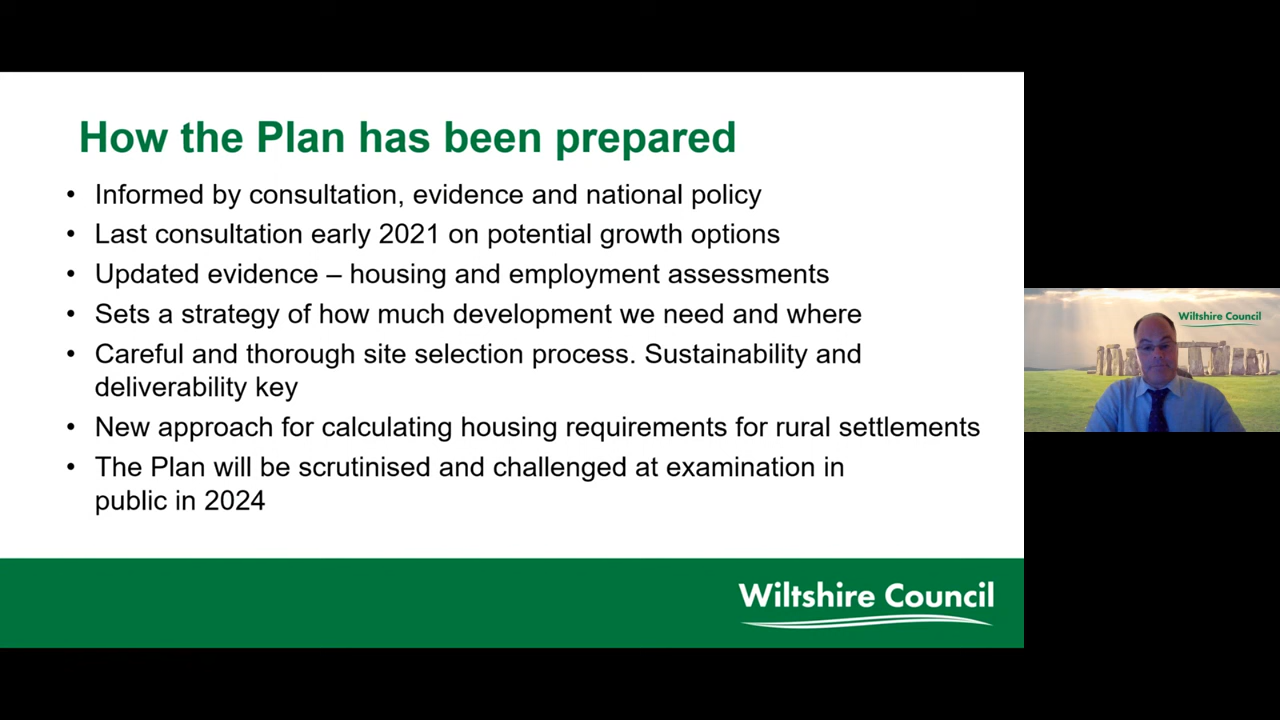 How the Plan has been prepared
• Informed by consultation, evidence and national policy
• Last consultation early 2021 on potential growth options
• Updated evidence – housing and employment assessments
• Sets a strategy of how much development we need and where
• Careful and thorough site selection process. Sustainability and
deliverability key
• New approach for calculating housing requirements for rural settlements
• The Plan will be scrutinised and challenged at examination in
public in 2024
Wiltshire Council
Wiltshire Council